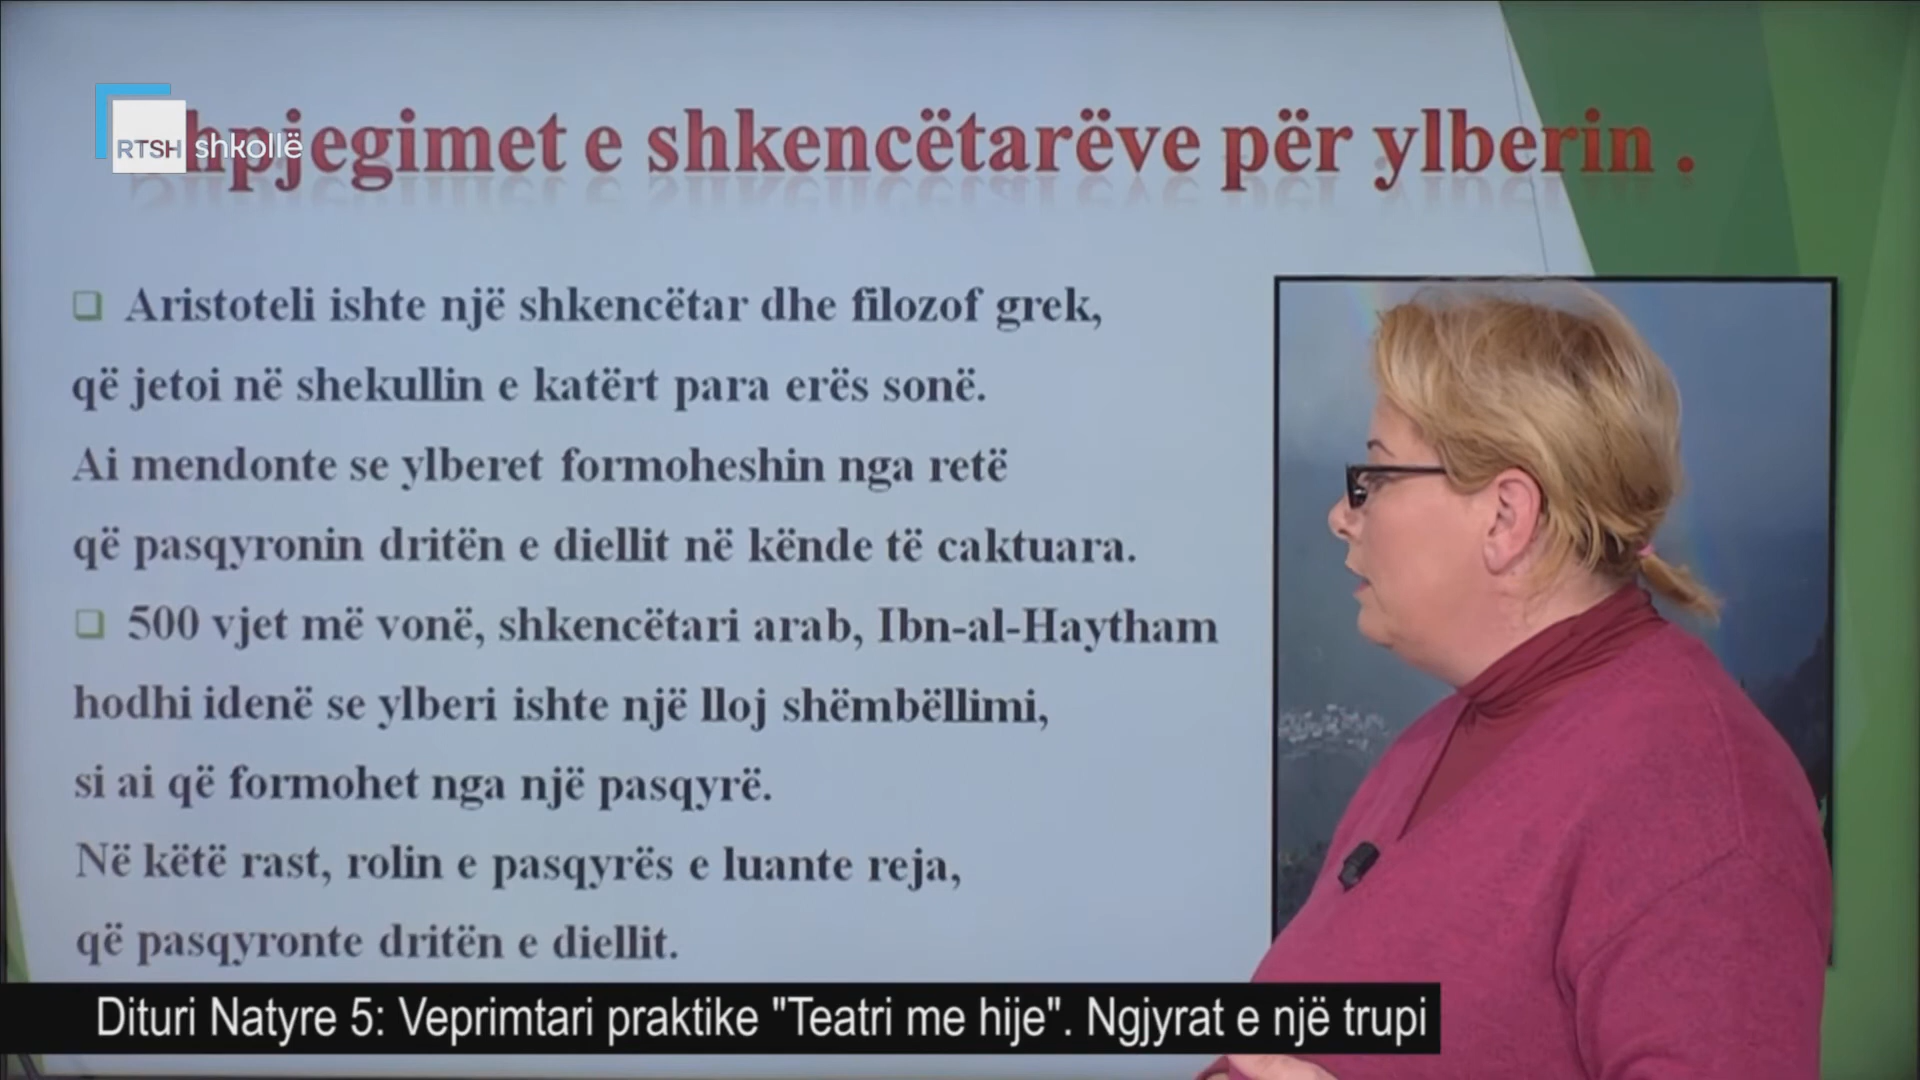 RTSH shkollë
hpjegimet e shkencëtarëve për ylberin .
Aristoteli ishte një shkencëtar dhe filozof grek,
që jetoi në shekullin e katërt para erës sonë.
Ai mendonte se ylberet formoheshin nga retë
që pasqyronin dritën e diellit në kënde të caktuara.
500 vjet më vonë, shkencëtari arab, Ibn-al-Haytham
hodhi idenë se ylberi ishte një lloj shëmbëllimi,
si ai që formohet nga një pasqyrë.
Në këtë rast, rolin e pasqyrës e luante reja,
që pasqyronte dritën e diellit.
Dituri Natyre 5: Veprimtari praktike "Teatri me hije". Ngjyrat e një trupi